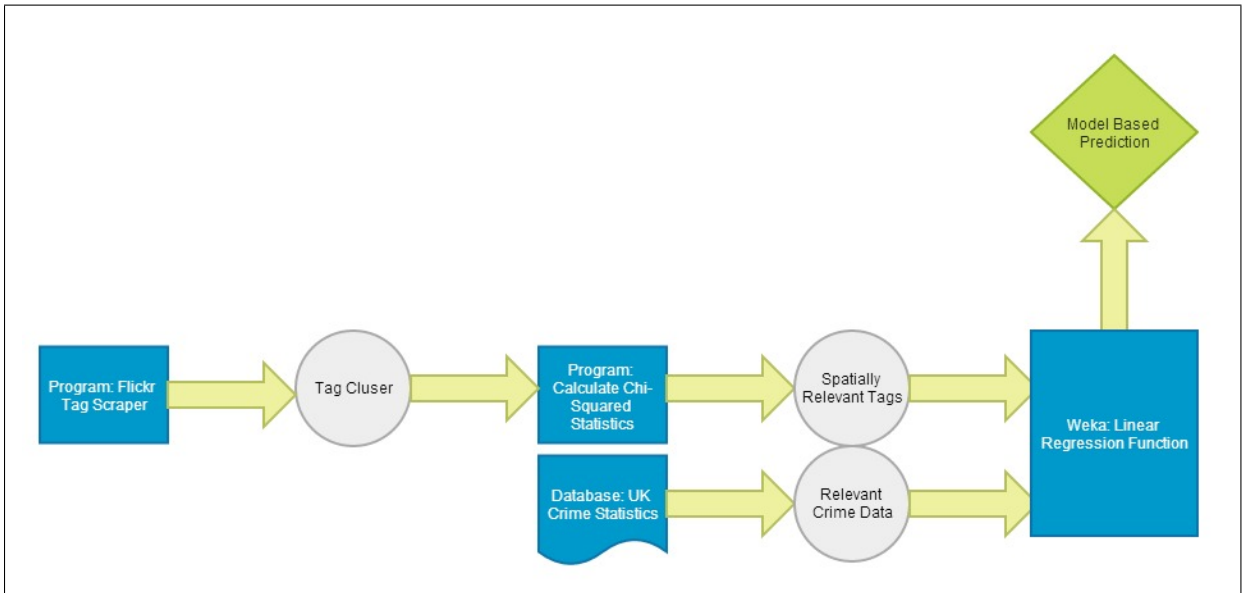 Model Based
Prediction
Program: Flickr
Tag Scraper
Tag Cluser
Program:
Calculate Chi-
Squared
Statistics
Spatially
Relevant Tags
Weka: Linear
Regression Function
Database: UK
Crime Statistics
Relevant
Crime Data